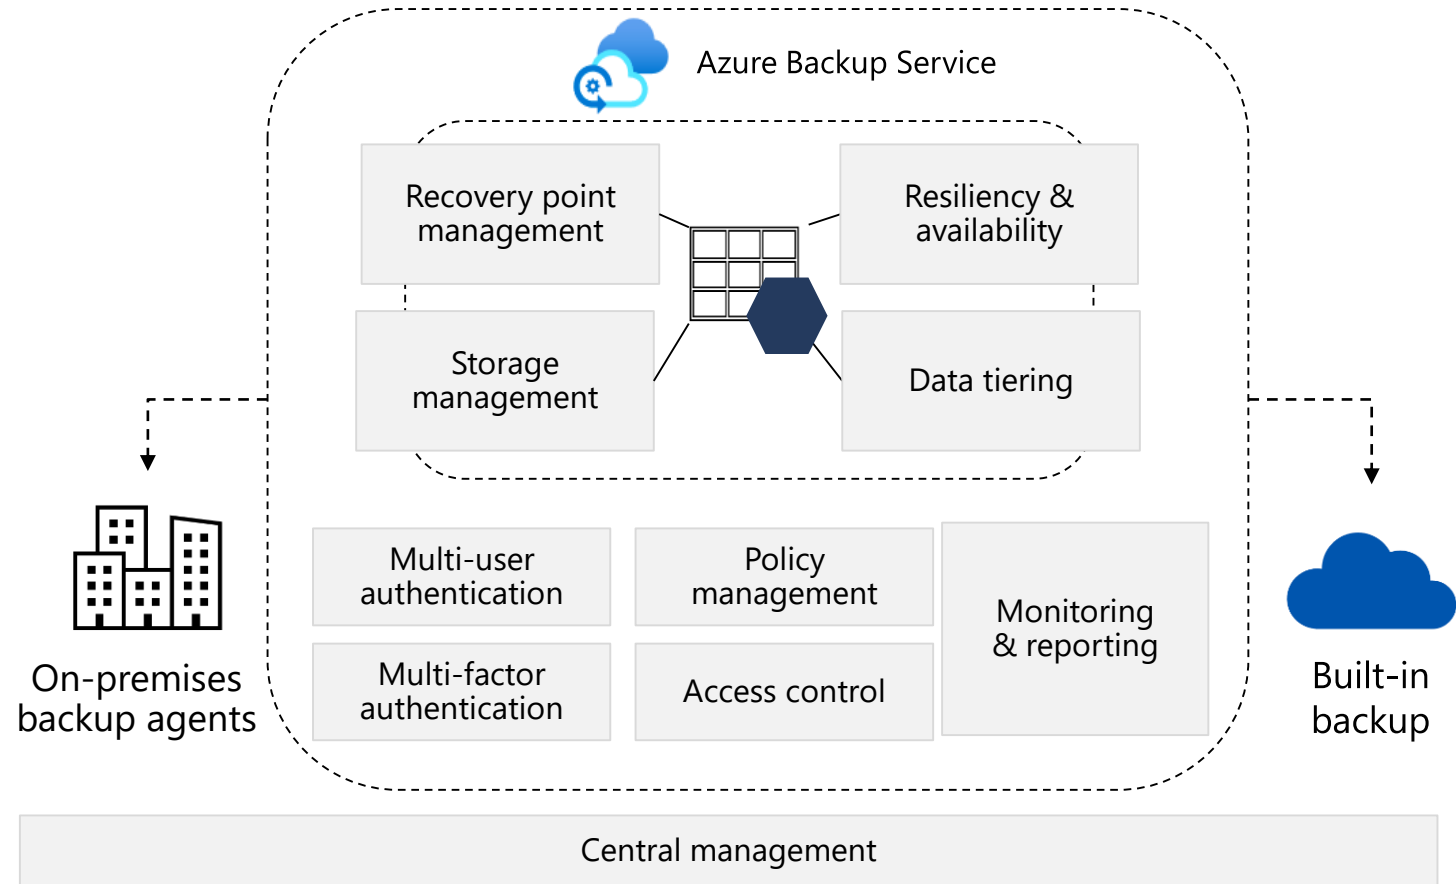 Azure Backup Service
Recovery point
management
Resiliency &
availability
Storage
management
Data tiering
Multi-user
authentication
Policy
management
Monitoring
& reporting
Multi-factor
authentication
Access control
On-premises
backup agents
Built-in
backup
Central management